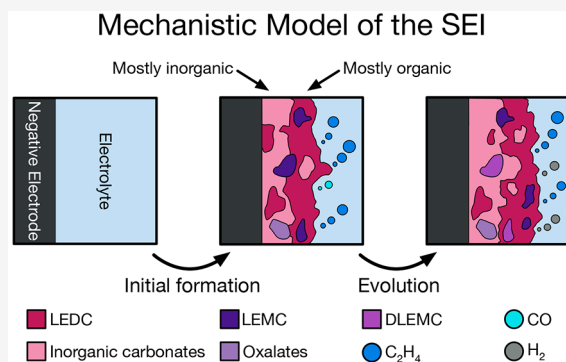 Mechanistic Model of the SEI
Mostly inorganic
Mostly organic
Negative Electrode
Electrolyte
Initial formation
Evolution
LEDC
LEMC
DLEMC
CO
Inorganic carbonates
Oxalates
C₂H₄
H₂